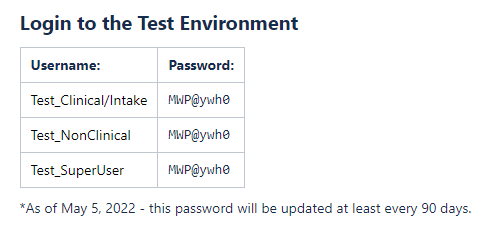 Login to the Test Environment
Username: Password:
Test_Clinical/Intake MWP@ywh0
Test_NonClinical MWP@ywh0
Test_SuperUser MWP@ywh0
*As of May 5, 2022 - this password will be updated at least every 90 days.